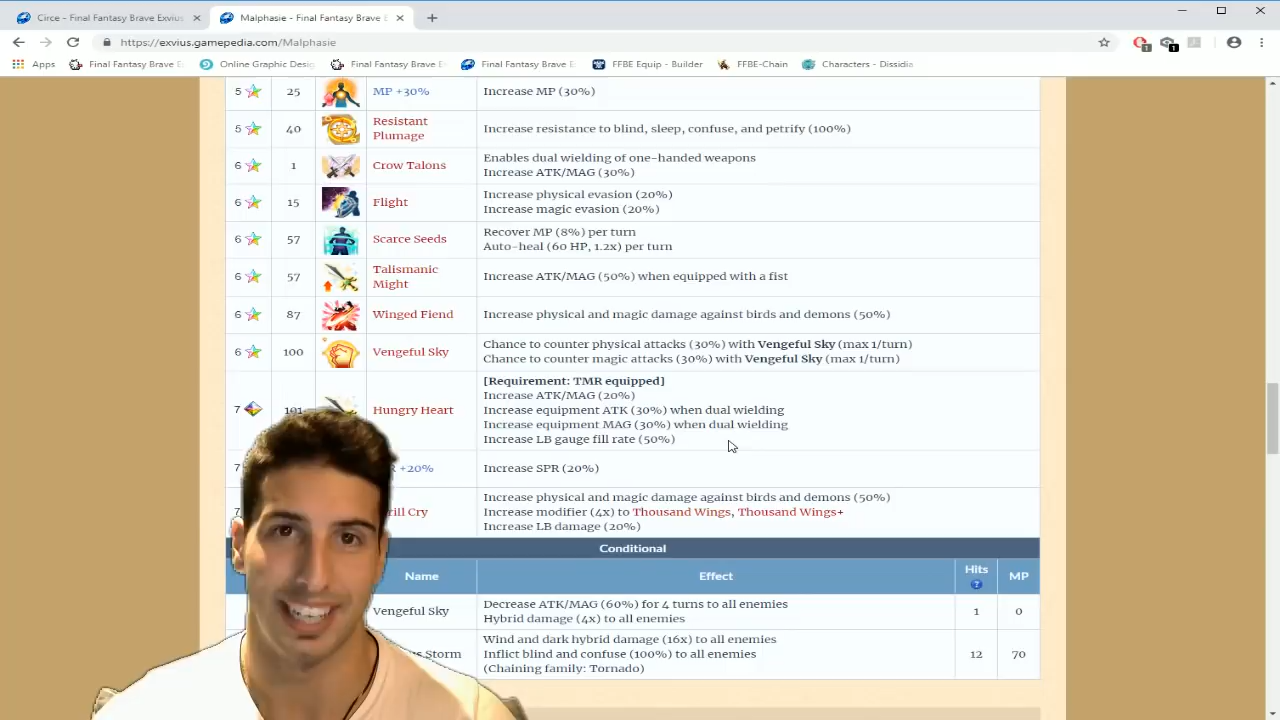 Circe - Final Fantasy Brave Exvius
Malphasie - Final Fantasy Brave E
https://exvius.gamepedia.com/Malphasie
Apps
Final Fantasy Brave E
Online Graphic Desi
Final Fantasy Brave E
Final Fantasy Brave E
FFBE Equip - Builder
FFBE-Chain
Characters - Dissidia
5 25 MP +30% Increase MP (30%)
5 40 Resistant Plumage Increase resistance to blind, sleep, confuse, and petrify (100%)
6 1 Crow Talons Enables dual wielding of one-handed weapons
Increase ATK/MAG (30%)
6 15 Flight Increase physical evasion (20%)
Increase magic evasion (20%)
6 57 Scarce Seeds Recover MP (8%) per turn
Auto-heal (60 HP, 1.2x) per turn
6 57 Talismanic Might Increase ATK/MAG (50%) when equipped with a fist
6 87 Winged Fiend Increase physical and magic damage against birds and demons (50%)
6 100 Vengeful Sky Chance to counter physical attacks (30%) with Vengeful Sky (max 1/turn)
Chance to counter magic attacks (30%) with Vengeful Sky (max 1/turn)
7 101 Hungry Heart [Requirement: TMR equipped]
Increase ATK/MAG (20%)
Increase equipment ATK (30%) when dual wielding
Increase equipment MAG (30%) when dual wielding
Increase LB gauge fill rate (50%)
7 +20% Increase SPR (20%)
7 Cry Increase physical and magic damage against birds and demons (50%)
Increase modifier (4x) to Thousand Wings, Thousand Wings+
Increase LB damage (20%)
Conditional
Name Effect Hits MP
Vengeful Sky Decrease ATK/MAG (60%) for 4 turns to all enemies
Hybrid damage (4x) to all enemies 1 0
Storm Wind and dark hybrid damage (16x) to all enemies
Inflict blind and confuse (100%) to all enemies
(Chaining family: Tornado) 12 70